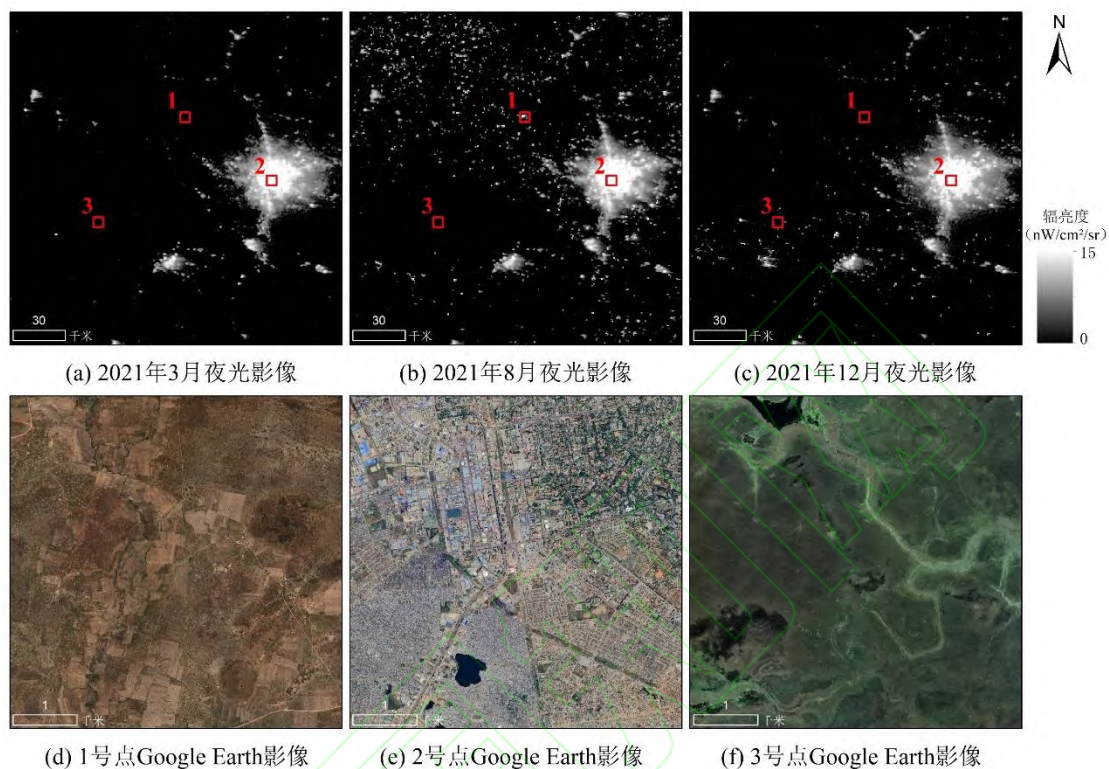 N
1
2
3
30 千米
1
2
3
30 千米
1
2
3
30 千米
辐亮度
(nW/cm²/sr)
15
0
(a) 2021年3月夜光影像
(b) 2021年8月夜光影像
(c) 2021年12月夜光影像
1 千米
1 千米
1 千米
(d) 1号点Google Earth影像
(e) 2号点Google Earth影像
(f) 3号点Google Earth影像